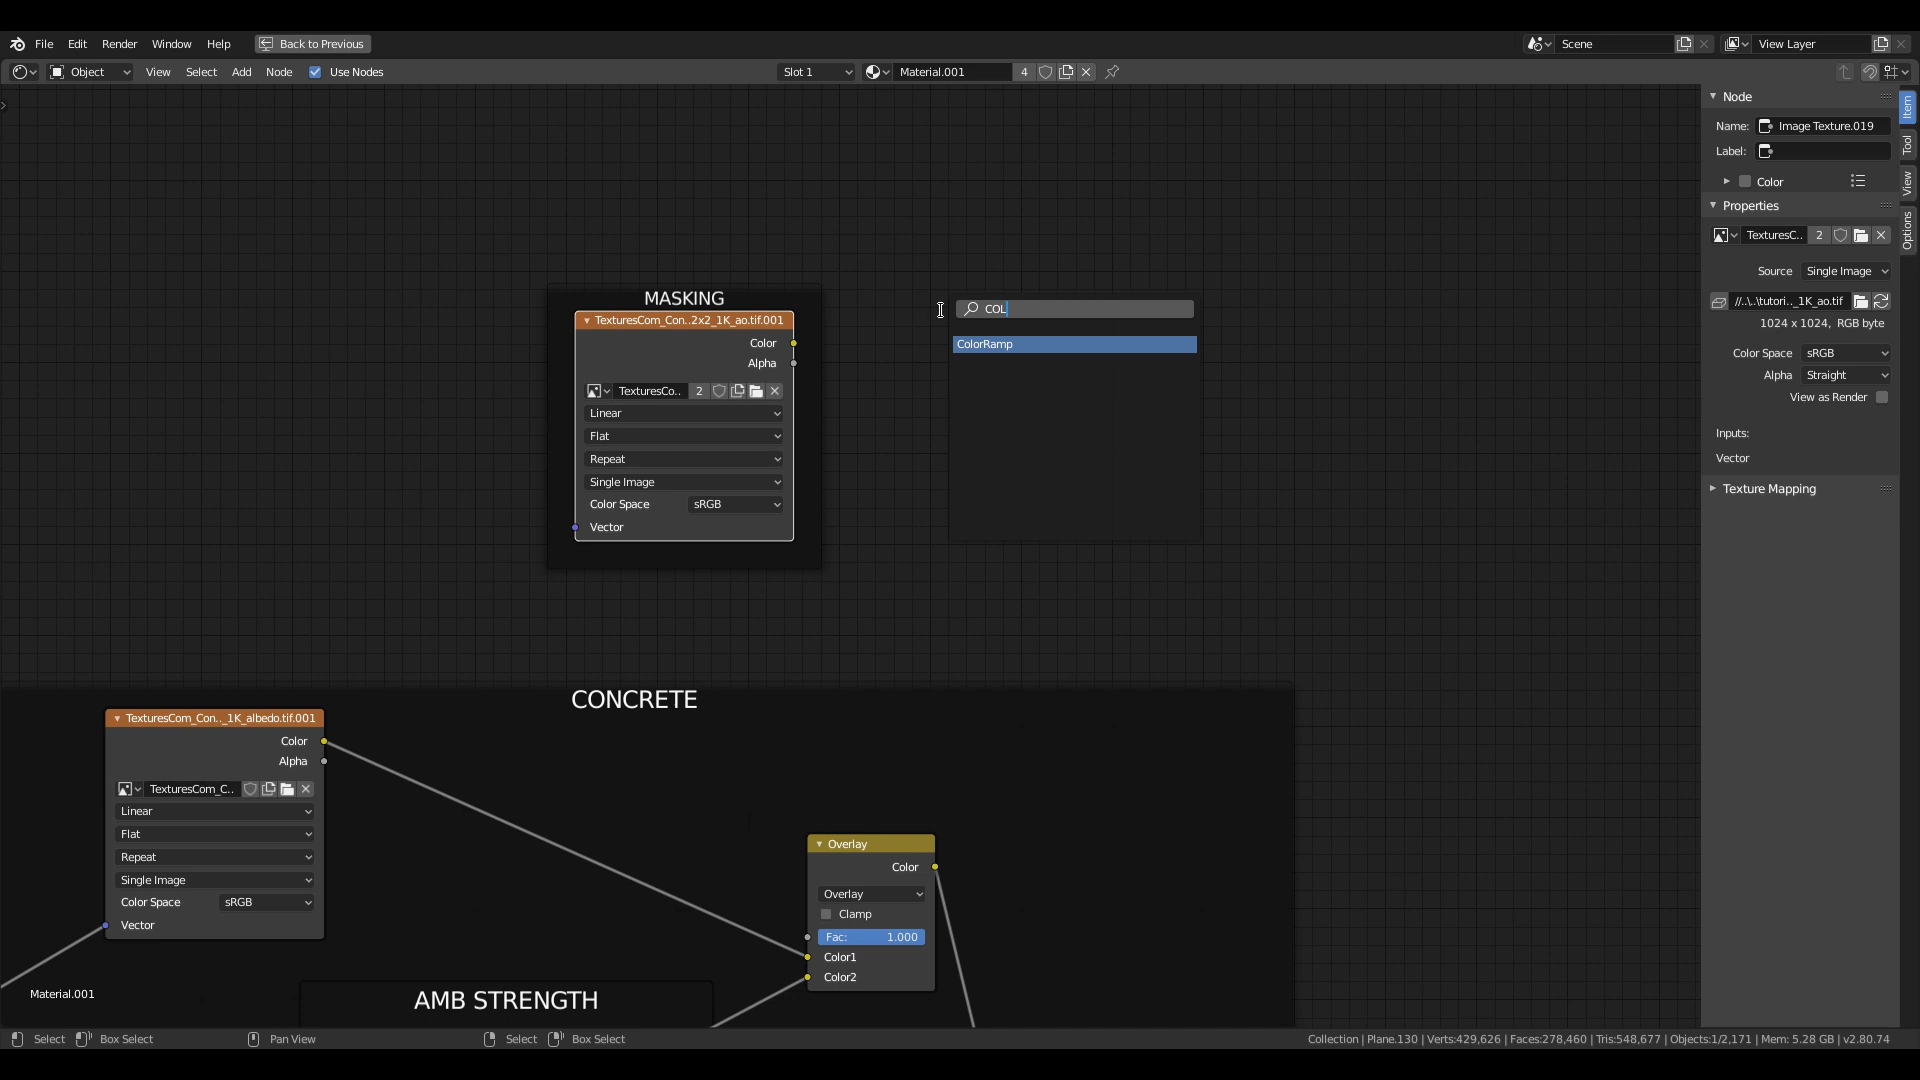 File Edit Render Window Help Back to Previous Scene View Layer
Object View Select Add Node Use Nodes Slot 1 Material.001 4
Node
Name: Image Texture.019
Label:
Color
Properties
TexturesC.. 2
Source Single Image
//..\..\tutori.._1K_ao.tif
1024 x 1024, RGB byte
Color Space sRGB
Alpha Straight
View as Render
Inputs:
Vector
Texture Mapping
Item
Tool
View
Options
MASKING
TexturesCom_Con..2x2_1K_ao.tif.001
Color
Alpha
TexturesCo.. 2
Linear
Flat
Repeat
Single Image
Color Space sRGB
Vector
COL
ColorRamp
CONCRETE
TexturesCom_Con.._1K_albedo.tif.001
Color
Alpha
TexturesCom_C..
Linear
Flat
Repeat
Single Image
Color Space sRGB
Vector
Overlay
Color
Overlay
Clamp
Fac: 1.000
Color1
Color2
AMB STRENGTH
Material.001
Select Box Select Pan View Select Box Select Collection | Plane.130 | Verts:429,626 | Faces:278,460 | Tris:548,677 | Objects:1/2,171 | Mem: 5.28 GB | v2.80.74